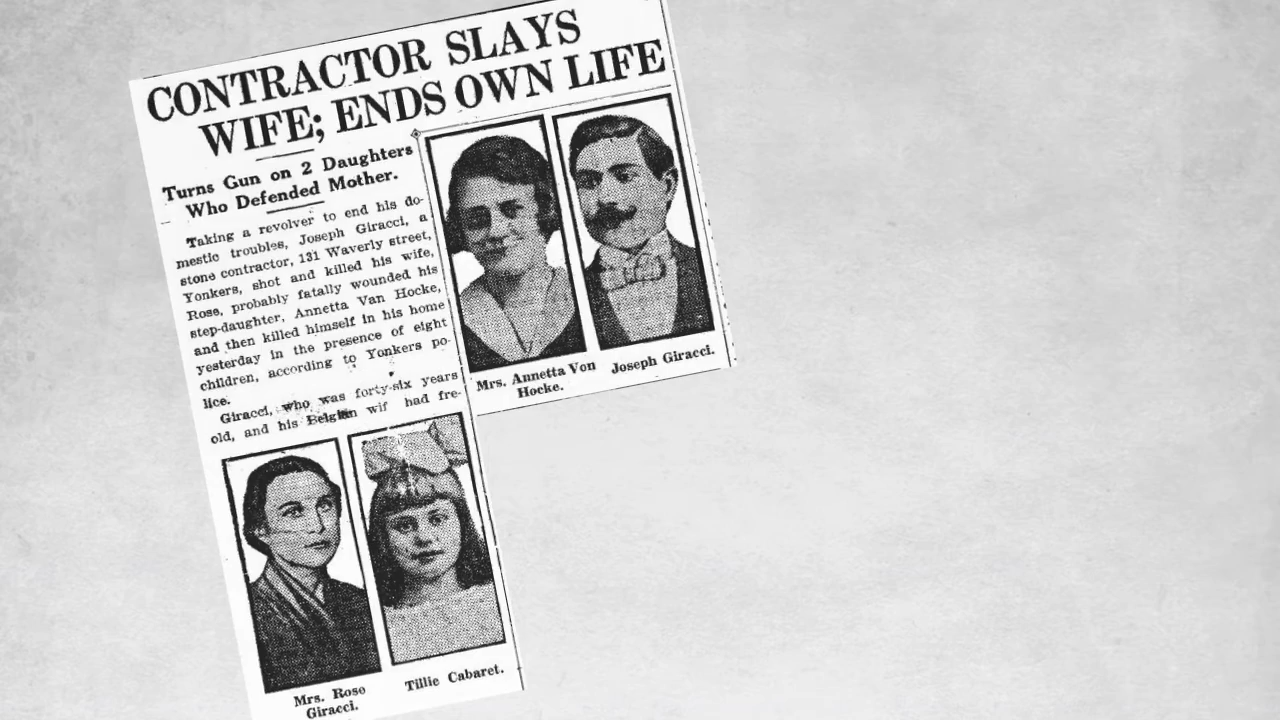 CONTRACTOR SLAYS
WIFE; ENDS OWN LIFE
Turns Gun on 2 Daughters
Who Defended Mother.
Taking a revolver to end his do-
mestic troubles, Joseph Giracci, a
stone contractor, 131 Waverly street,
Yonkers, shot and killed his wife,
Rose, probably fatally wounded his
step-daughter, Annetta Van Hocke,
and then killed himself in his home
yesterday in the presence of eight
children, according to Yonkers po-
lice.
Giracci, who was forty-six years
old, and his Belgian wif had fre-
Mrs. Annetta Von
Hocke.
Joseph Giracci.
Mrs. Rose
Giracci.
Tillie Cabaret.